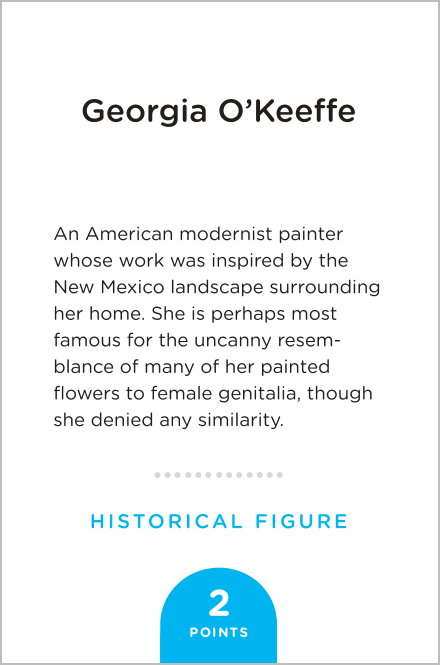 Georgia O’Keeffe
An American modernist painter
whose work was inspired by the
New Mexico landscape surrounding
her home. She is perhaps most
famous for the uncanny resem-
blance of many of her painted
flowers to female genitalia, though
she denied any similarity.
HISTORICAL FIGURE
2
POINTS